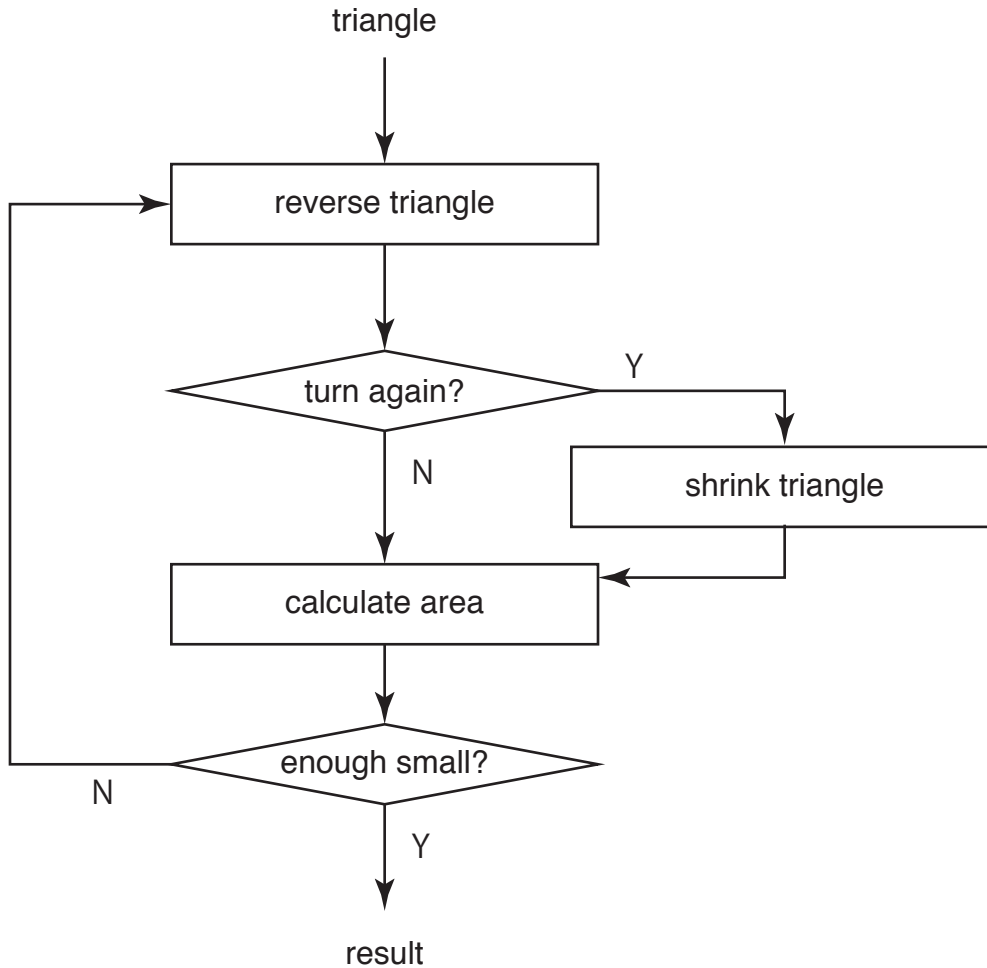 triangle
reverse triangle
turn again?
Y
N
shrink triangle
calculate area
enough small?
N
Y
result